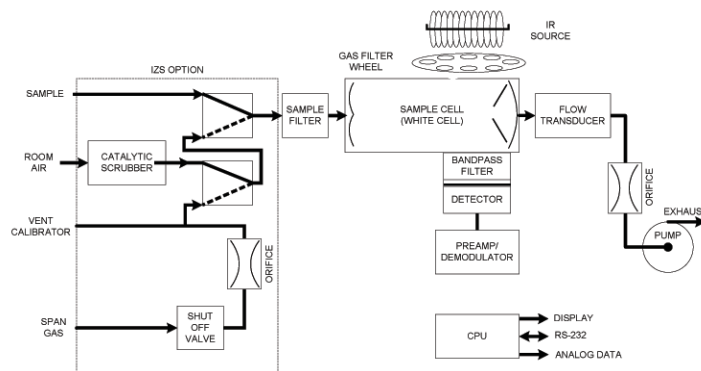 IR
SOURCE
GAS FILTER
WHEEL
IZS OPTION
SAMPLE
SAMPLE
FILTER
SAMPLE CELL
(WHITE CELL)
FLOW
TRANSDUCER
ROOM
AIR
CATALYTIC
SCRUBBER
BANDPASS
FILTER
DETECTOR
ORIFICE
EXHAUS
PUMP
VENT
CALIBRATOR
PREAMP/
DEMODULATOR
ORIFICE
SPAN
GAS
SHUT
OFF
VALVE
CPU
DISPLAY
RS-232
ANALOG DATA